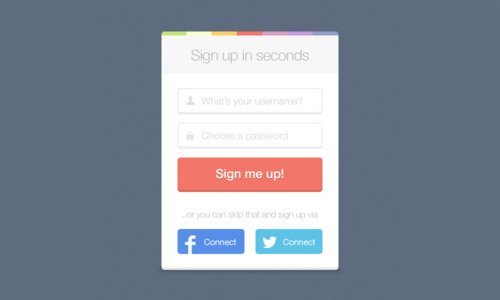 Sign up in seconds
What's your username?
Choose a password
Sign me up!
..or you can skip that and sign up via
Connect
Connect